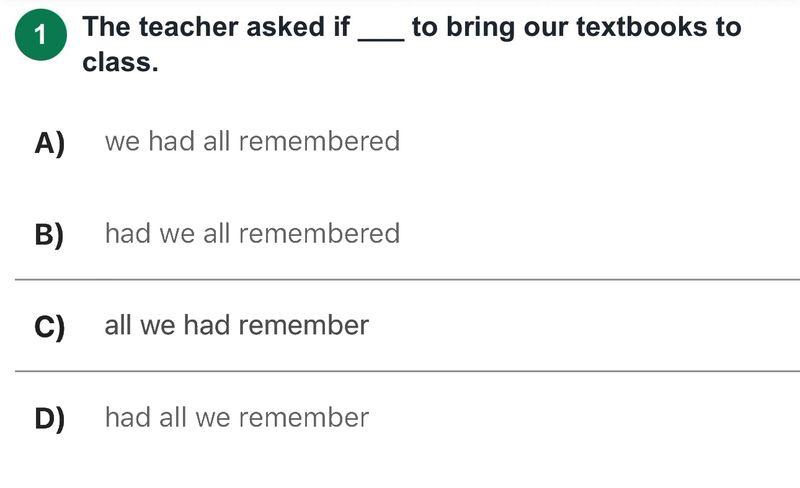 1 The teacher asked if ___ to bring our textbooks to
class.
A) we had all remembered
B) had we all remembered
C) all we had remember
D) had all we remember